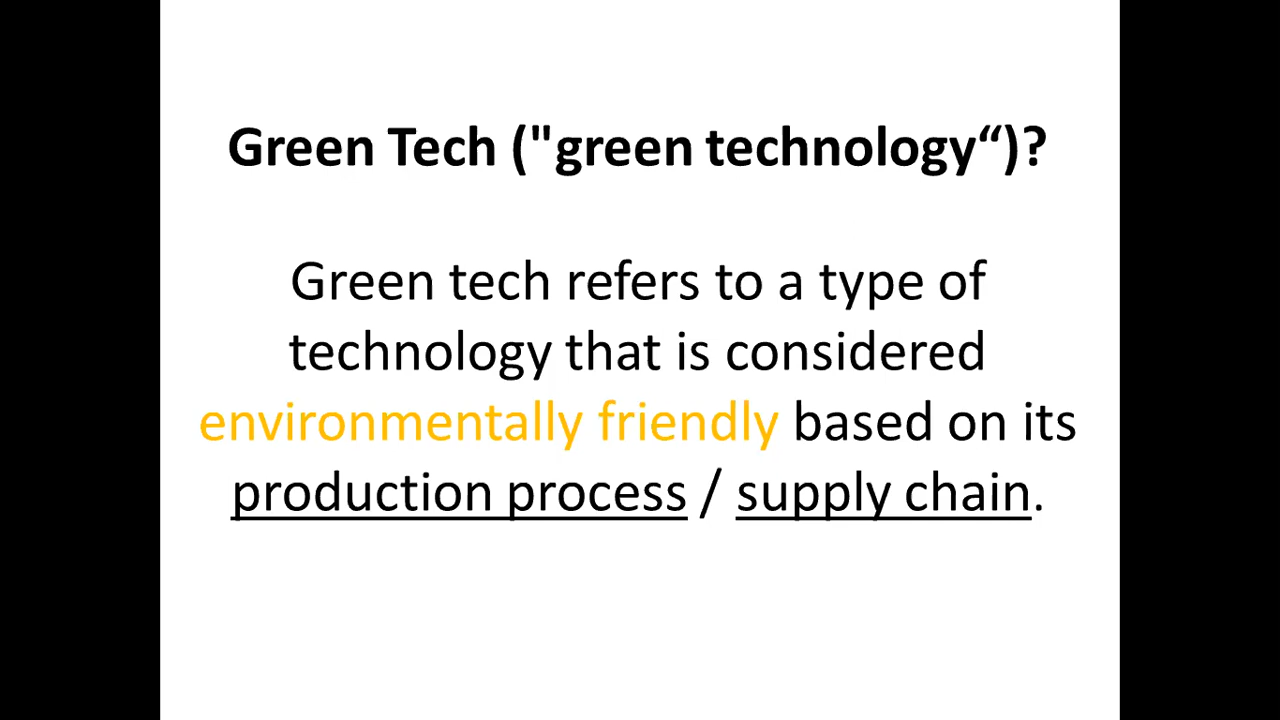 Green Tech ("green technology“)?
Green tech refers to a type of
technology that is considered
environmentally friendly based on its
production process / supply chain.